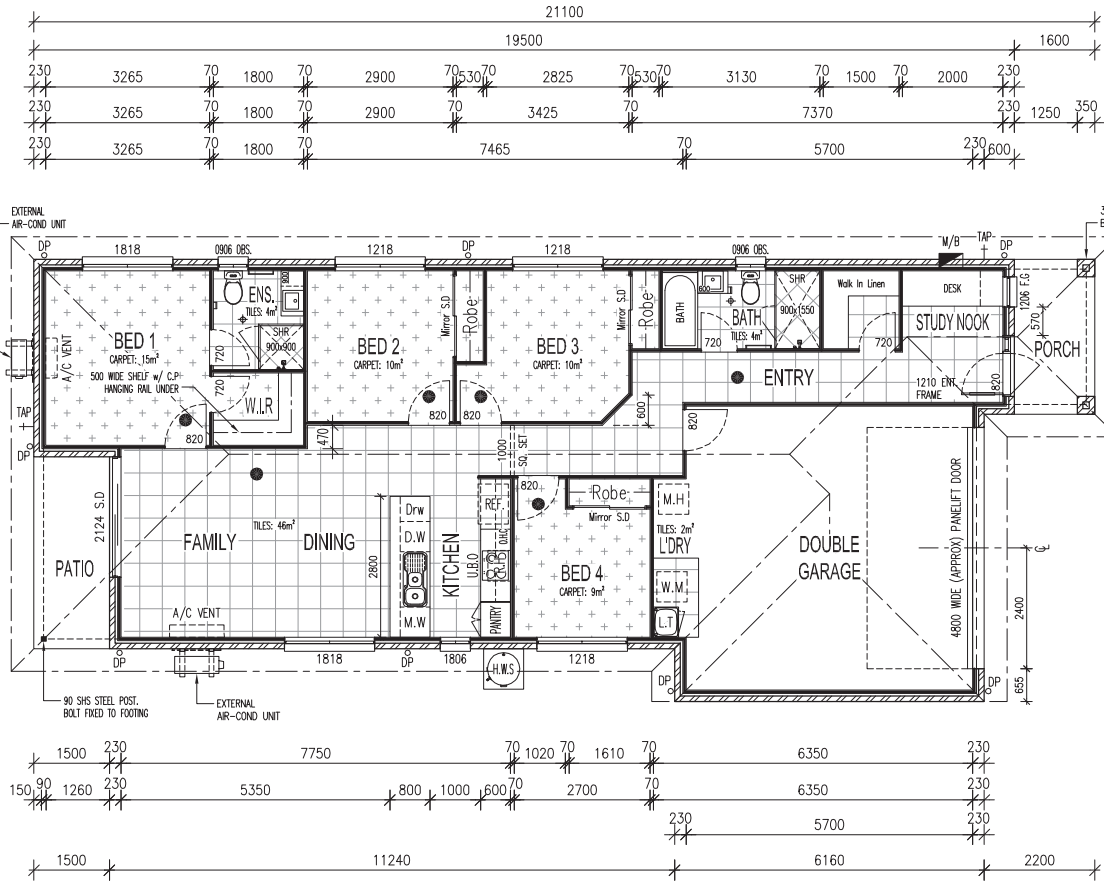 21100
19500 1600
230 3265 70 1800 70 2900 70 530 70 2825 70 530 70 3130 70 1500 70 2000 230
230 3265 70 1800 70 2900 70 3425 70 7370 230 1250 350
230 3265 70 1800 70 7465 70 5700 230 600
EXTERNAL
AIR-COND UNIT
DP 1818 0906 OBS. 1218 DP 1218 0906 OBS. M/B TAP DP
BED 1
CARPET: 15m²
A/C VENT
500 WIDE SHELF w/ C.P
HANGING RAIL UNDER
ENS.
TILES: 4m²
900
SHR
900x900
720
720
W.I.R
820
BED 2
CARPET: 10m²
820
Mirror S.D
Robe
BED 3
CARPET: 10m²
820
Mirror S.D
Robe
BATH
600
BATH
TILES: 4m²
720
SHR
900x1550
Walk In Linen
720
DESK
STUDY NOOK
1206 F.G
570
PORCH
ENTRY
1210 ENT.
FRAME
820
TAP
DP
470
1000
SQ. SET
600
820
2124 S.D
PATIO
FAMILY
TILES: 46m²
DINING
A/C VENT
2800
Drw
D.W
M.W
KITCHEN
REF.
O.H.C
U.B.O
R.H
PANTRY
820
Robe
Mirror S.D
BED 4
CARPET: 9m²
M.H
TILES: 2m²
L'DRY
W.M
L.T
DOUBLE
GARAGE
4800 WIDE (APPROX) PANELIFT DOOR
CL
2400
655
DP 1818 DP 1806 H.W.S 1218 DP DP
90 SHS STEEL POST.
BOLT FIXED TO FOOTING
EXTERNAL
AIR-COND UNIT
1500 230 7750 70 1020 70 1610 70 6350 230
150 90 1260 230 5350 800 1000 600 70 2700 70 6350 230
230 5700 230
1500 11240 6160 2200